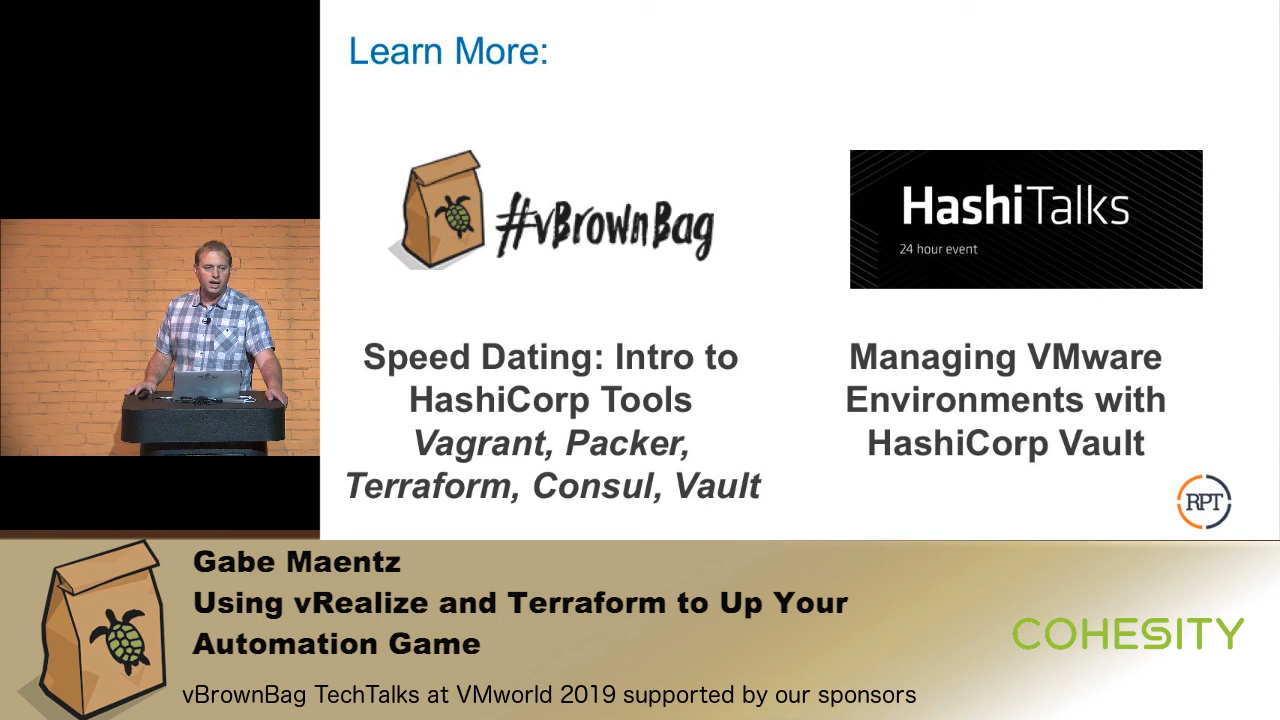 Learn More:
#vBrownBag
HashiTalks
24 hour event
Speed Dating: Intro to
HashiCorp Tools
Vagrant, Packer,
Terraform, Consul, Vault
Managing VMware
Environments with
HashiCorp Vault
RPT
Gabe Maentz
Using vRealize and Terraform to Up Your
Automation Game
COHESITY
vBrownBag TechTalks at VMworld 2019 supported by our sponsors